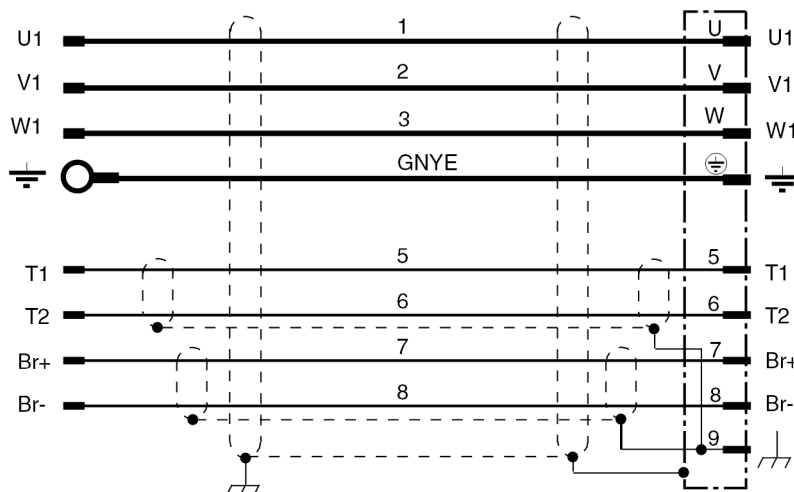 U1 1 U U1
V1 2 V V1
W1 3 W W1
GNYE
T1 5 5 T1
T2 6 6 T2
Br+ 7 7 Br+
Br- 8 8 Br-
9